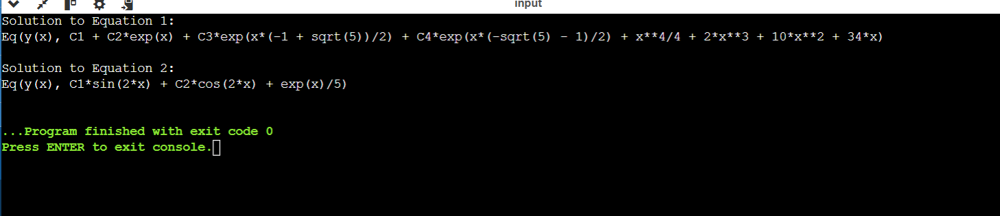 input
Solution to Equation 1:
Eq(y(x), C1 + C2*exp(x) + C3*exp(x*(-1 + sqrt(5))/2) + C4*exp(x*(-sqrt(5) - 1)/2) + x**4/4 + 2*x**3 + 10*x**2 + 34*x)
Solution to Equation 2:
Eq(y(x), C1*sin(2*x) + C2*cos(2*x) + exp(x)/5)
...Program finished with exit code 0
Press ENTER to exit console.